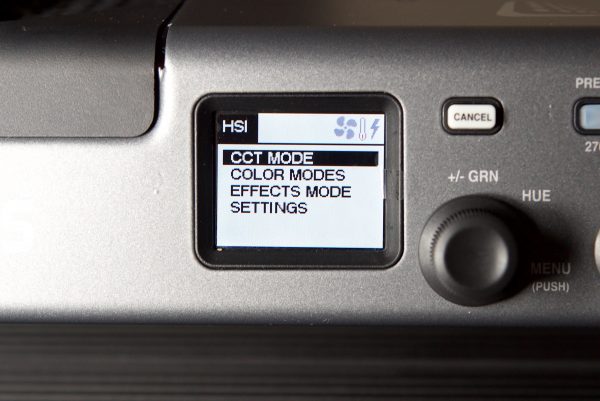 HSI
CCT MODE
COLOR MODES
EFFECTS MODE
SETTINGS
CANCEL
+/- GRN
HUE
MENU
(PUSH)